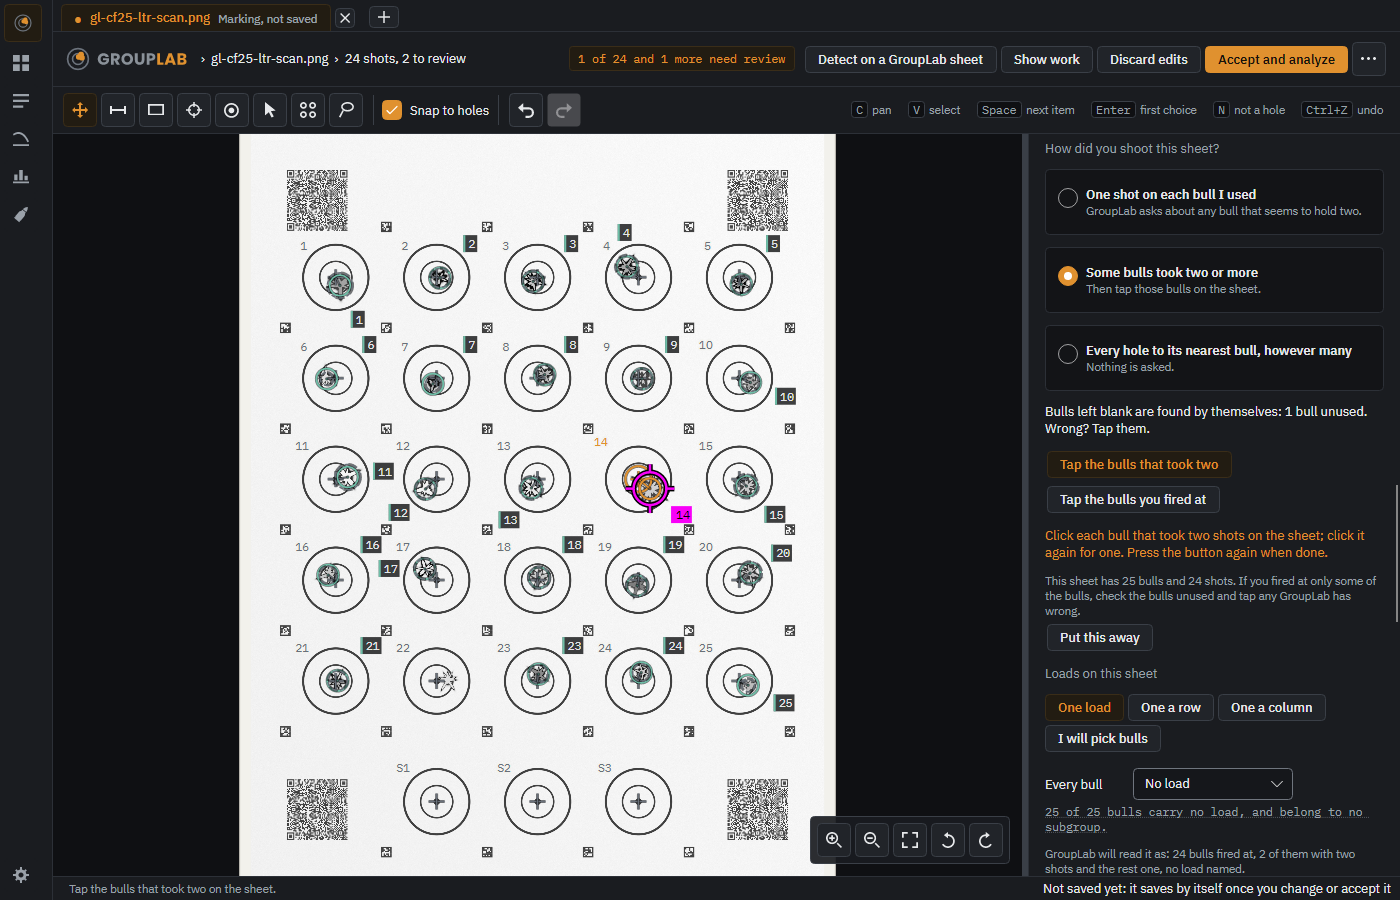 gl-cf25-ltr-scan.png Marking, not saved
GROUPLAB › gl-cf25-ltr-scan.png › 24 shots, 2 to review
1 of 24 and 1 more need review
Detect on a GroupLab sheet
Show work
Discard edits
Accept and analyze
Snap to holes
C pan
V select
Space next item
Enter first choice
N not a hole
Ctrl+Z undo
4
1 2 2 3 3 4 5 5
1
6 6 7 7 8 8 9 9 10
10
11 12 13 14 15
11
12 13 14 15
16 16 17 18 18 19 19 20 20
17
21 21 22 23 23 24 24 25
25
S1 S2 S3
How did you shoot this sheet?
One shot on each bull I used
GroupLab asks about any bull that seems to hold two.
Some bulls took two or more
Then tap those bulls on the sheet.
Every hole to its nearest bull, however many
Nothing is asked.
Bulls left blank are found by themselves: 1 bull unused.
Wrong? Tap them.
Tap the bulls that took two
Tap the bulls you fired at
Click each bull that took two shots on the sheet; click it
again for one. Press the button again when done.
This sheet has 25 bulls and 24 shots. If you fired at only some of
the bulls, check the bulls unused and tap any GroupLab has
wrong.
Put this away
Loads on this sheet
One load
One a row
One a column
I will pick bulls
Every bull No load
25 of 25 bulls carry no load, and belong to no
subgroup.
GroupLab will read it as: 24 bulls fired at, 2 of them with two
shots and the rest one, no load named.
Tap the bulls that took two on the sheet.
Not saved yet: it saves by itself once you change or accept it